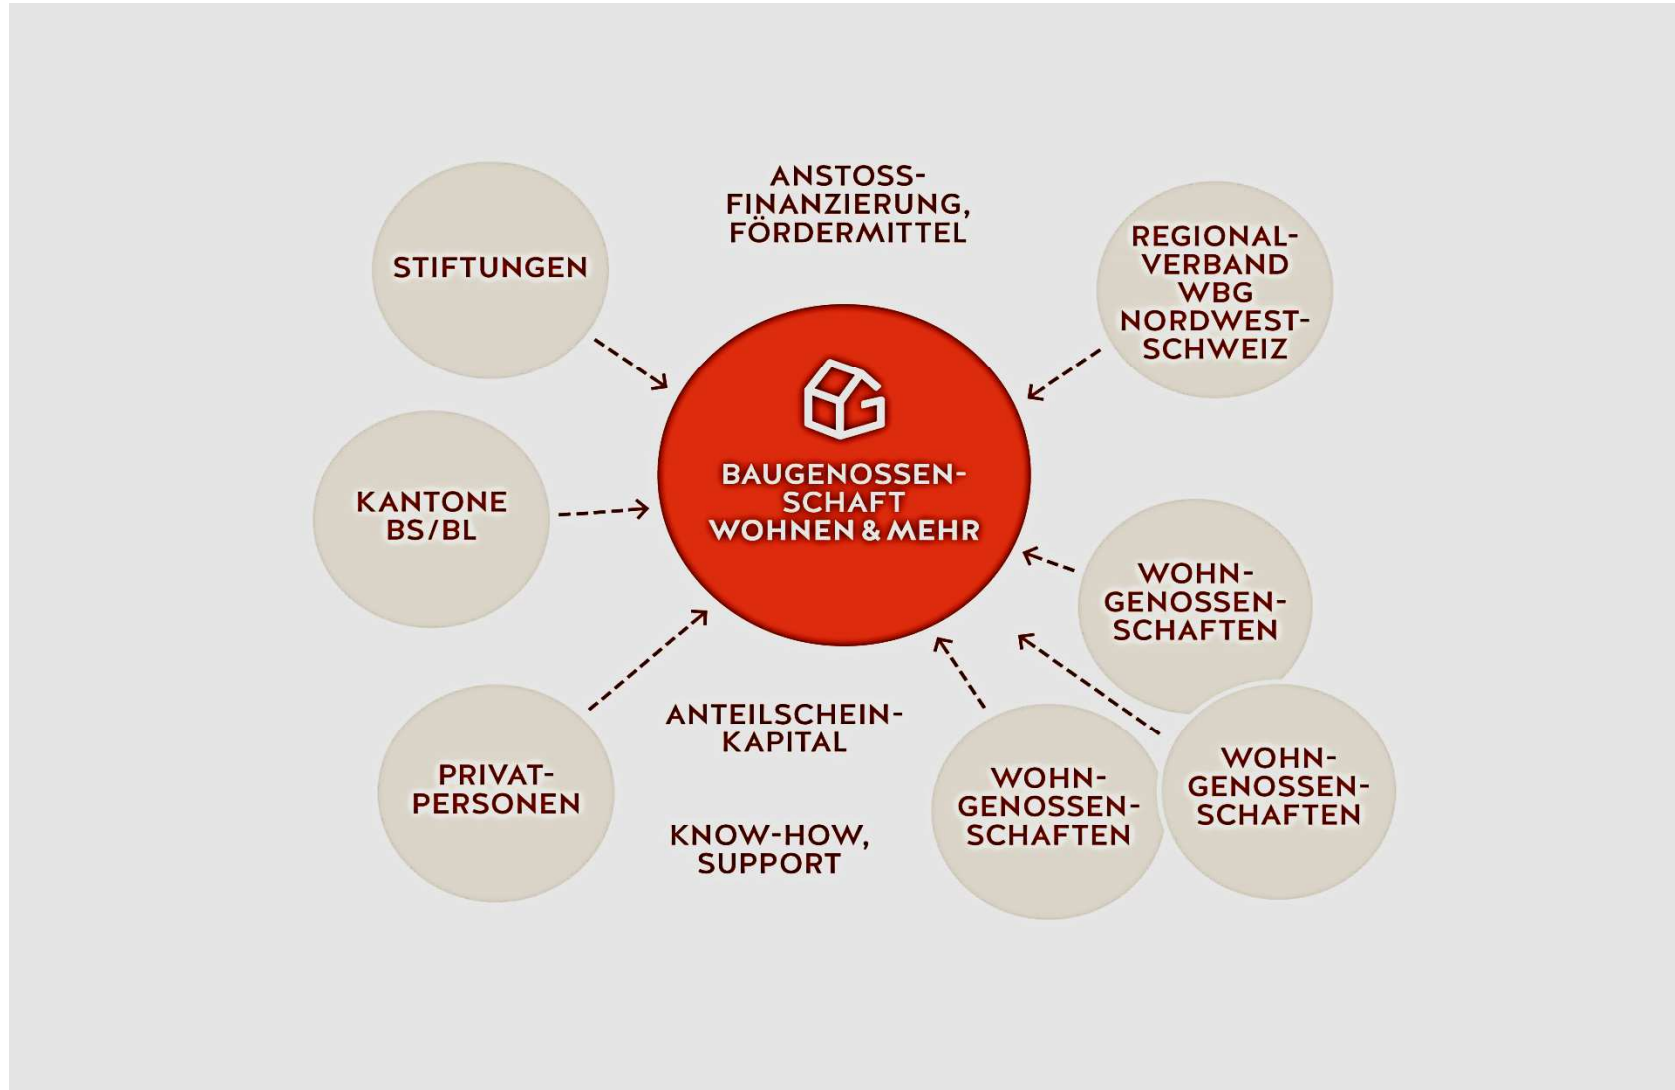 ANSTOSS-
FINANZIERUNG,
FÖRDERMITTEL
STIFTUNGEN
REGIONAL-
VERBAND
WBG
NORDWEST-
SCHWEIZ
BAUGENOSSEN-
SCHAFT
WOHNEN & MEHR
KANTONE
BS/BL
WOHN-
GENOSSEN-
SCHAFTEN
ANTEILSCHEIN-
KAPITAL
PRIVAT-
PERSONEN
WOHN-
GENOSSEN-
SCHAFTEN
WOHN-
GENOSSEN-
SCHAFTEN
KNOW-HOW,
SUPPORT